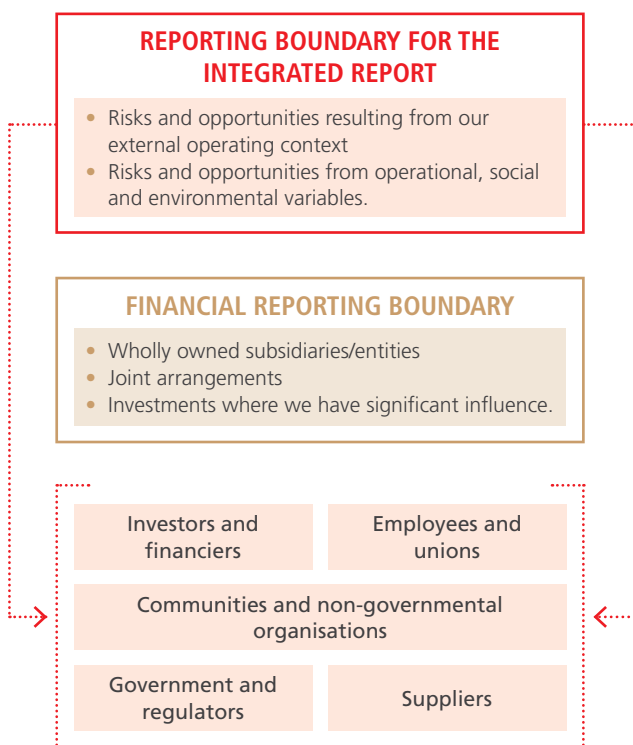 REPORTING BOUNDARY FOR THE
INTEGRATED REPORT
• Risks and opportunities resulting from our
external operating context
• Risks and opportunities from operational, social
and environmental variables.
FINANCIAL REPORTING BOUNDARY
• Wholly owned subsidiaries/entities
• Joint arrangements
• Investments where we have significant influence.
Investors and
financiers
Employees and
unions
Communities and non-governmental
organisations
Government and
regulators
Suppliers